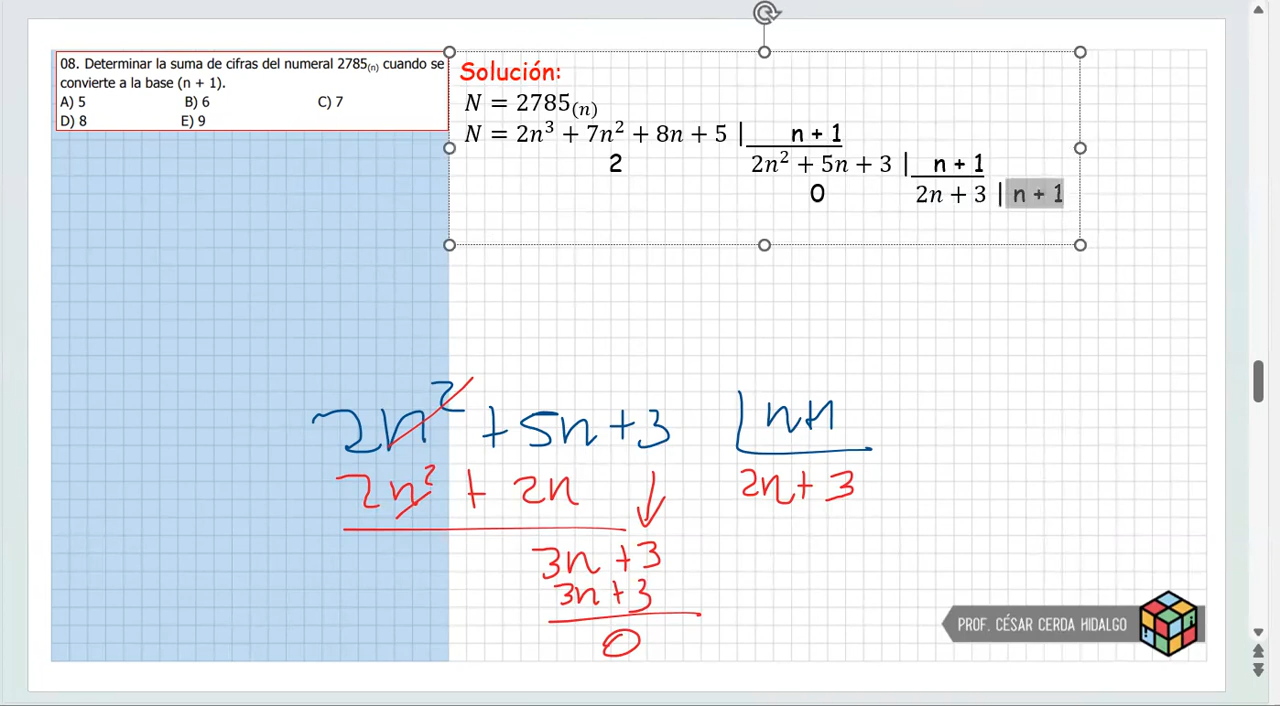 08. Determinar la suma de cifras del numeral 2785(n) cuando se
convierte a la base (n + 1).
A) 5 B) 6 C) 7
D) 8 E) 9
Solución:
N = 2785(n)
N = 2n³ + 7n² + 8n + 5 | n + 1
2 2n² + 5n + 3 | n + 1
0 2n + 3 | n + 1
2n² + 5n + 3 n+1
2n² + 2n 2n + 3
3n + 3
3n + 3
0
PROF. CÉSAR CERDA HIDALGO